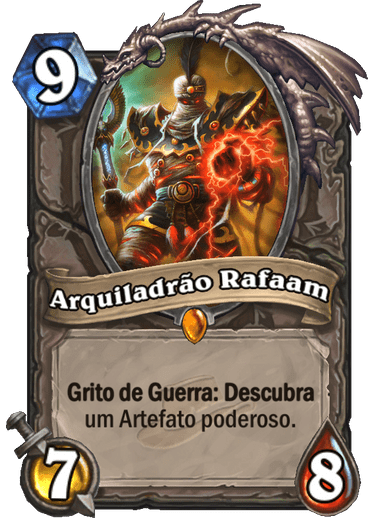 9
Arquiladrão Rafaam
Grito de Guerra: Descubra
um Artefato poderoso.
7
8